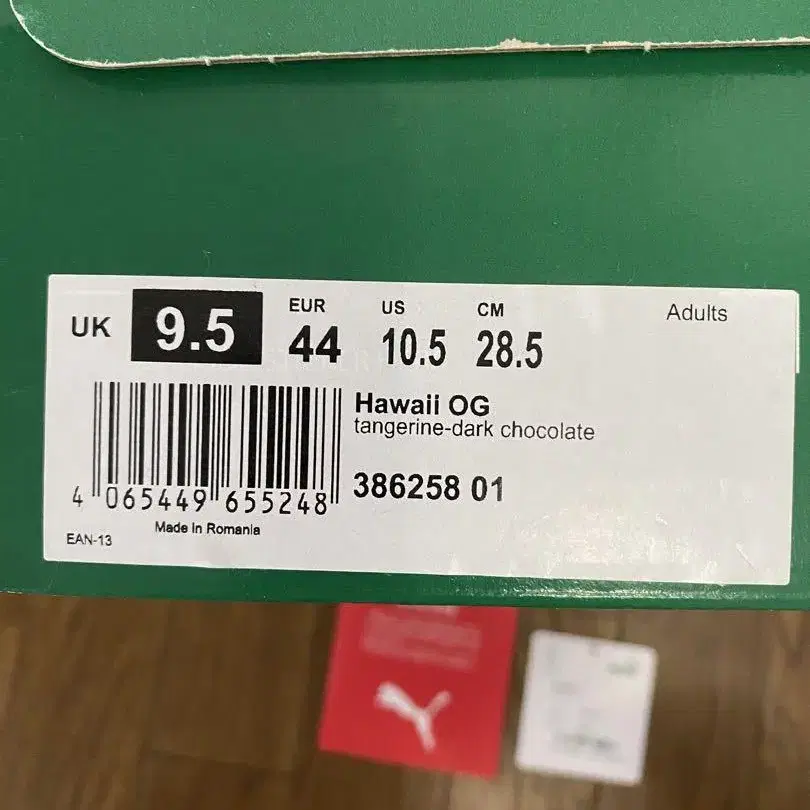 UK 9.5 EUR 44 US 10.5 CM 28.5 Adults
Hawaii OG
tangerine-dark chocolate
386258 01
4 065449 655248
Made in Romania
EAN-13